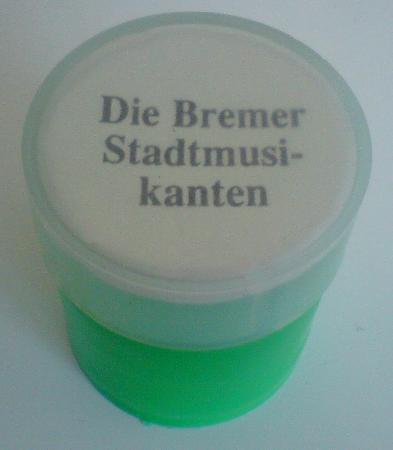 Die Bremer
Stadtmusi-
kanten